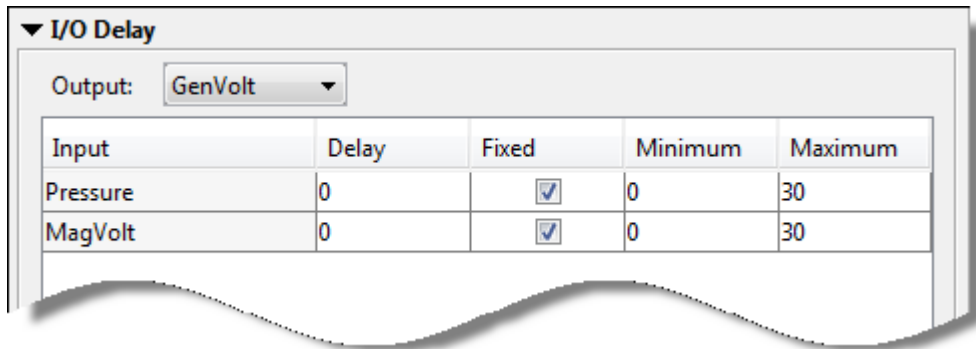 I/O Delay
Output: GenVolt
Input Delay Fixed Minimum Maximum
Pressure 0 0 30
MagVolt 0 0 30